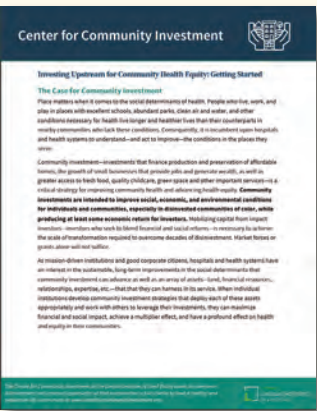 Center for Community Investment
Investing Upstream for Community Health Equity: Getting Started
The Case for Community Investment
Place matters when it comes to the social determinants of health. People who live, work, and
play in places with excellent schools, abundant parks, clean air and water, and other
conditions necessary for health live longer and healthier lives than their counterparts in
nearby communities who lack these conditions. Consequently, it is incumbent upon hospitals
and health systems to understand—and act to improve—the conditions in the places they
serve.
Community investment—investments that finance production and preservation of affordable
homes, the growth of small businesses that provide jobs and generate wealth, as well as
greater access to fresh food, quality childcare, green space and other important services—is a
critical strategy for improving community health and advancing health equity. Community
investments are intended to improve social, economic, and environmental conditions
for individuals and communities, especially in disinvested communities of color, while
producing at least some economic return for investors. Mobilizing capital from impact
investors—investors who seek to blend financial and social returns—is necessary to achieve
the scale of transformation required to overcome decades of disinvestment. Market forces or
grants alone will not suffice.
As mission-driven institutions and good corporate citizens, hospitals and health systems have
an interest in the sustainable, long-term improvements in the social determinants that
community investment can advance as well as an array of assets—land, financial resources,
relationships, expertise, etc.—that that they can harness in its service. When individual
institutions develop community investment strategies that deploy each of these assets
appropriately and work with others to leverage their investments, they can maximize
financial and social impact, achieve a multiplier effect, and have a profound effect on health
and equity in their communities.